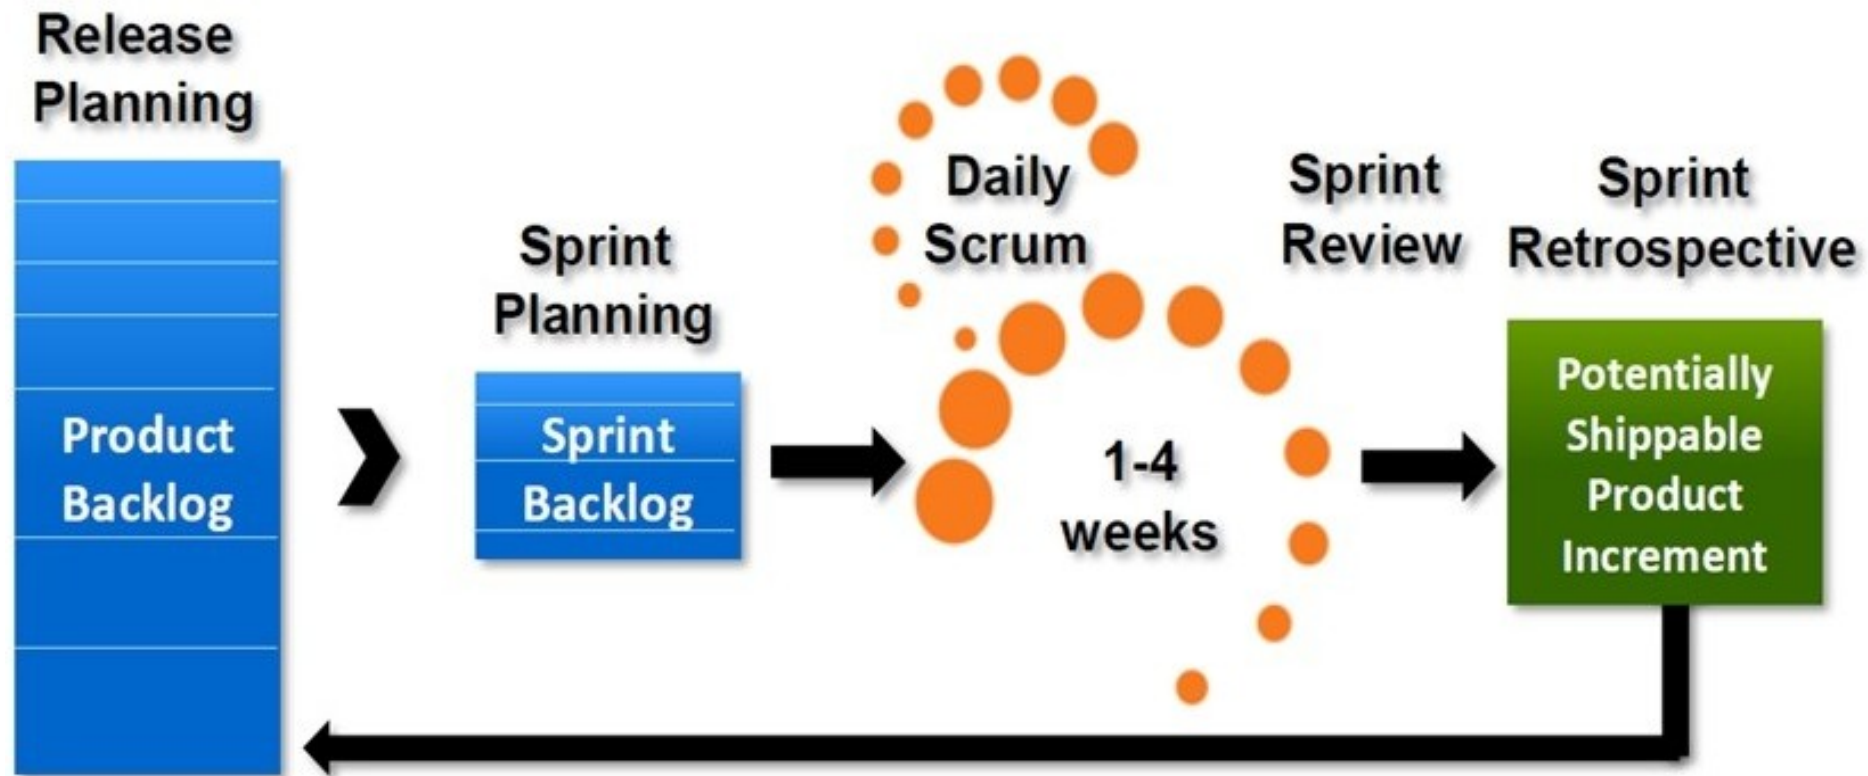 Release
Planning
Product
Backlog
Sprint
Planning
Sprint
Backlog
Daily
Scrum
1-4
weeks
Sprint
Review
Sprint
Retrospective
Potentially
Shippable
Product
Increment